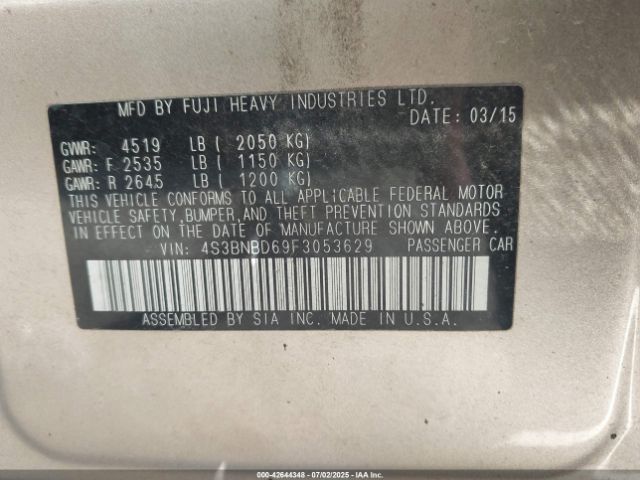 MFD BY FUJI HEAVY INDUSTRIES LTD.
DATE: 03/15
GVWR: 4519 LB ( 2050 KG)
GAWR: F 2535 LB ( 1150 KG)
GAWR: R 2645 LB ( 1200 KG)
THIS VEHICLE CONFORMS TO ALL APPLICABLE FEDERAL MOTOR
VEHICLE SAFETY,BUMPER,AND THEFT PREVENTION STANDARDS
IN EFFECT ON THE DATE OF MANUFACTURE SHOWN ABOVE.
VIN: 4S3BNBD69F3053629 PASSENGER CAR
ASSEMBLED BY SIA INC. MADE IN U.S.A.
000-42644348 - 07/02/2025 - IAAI.COM